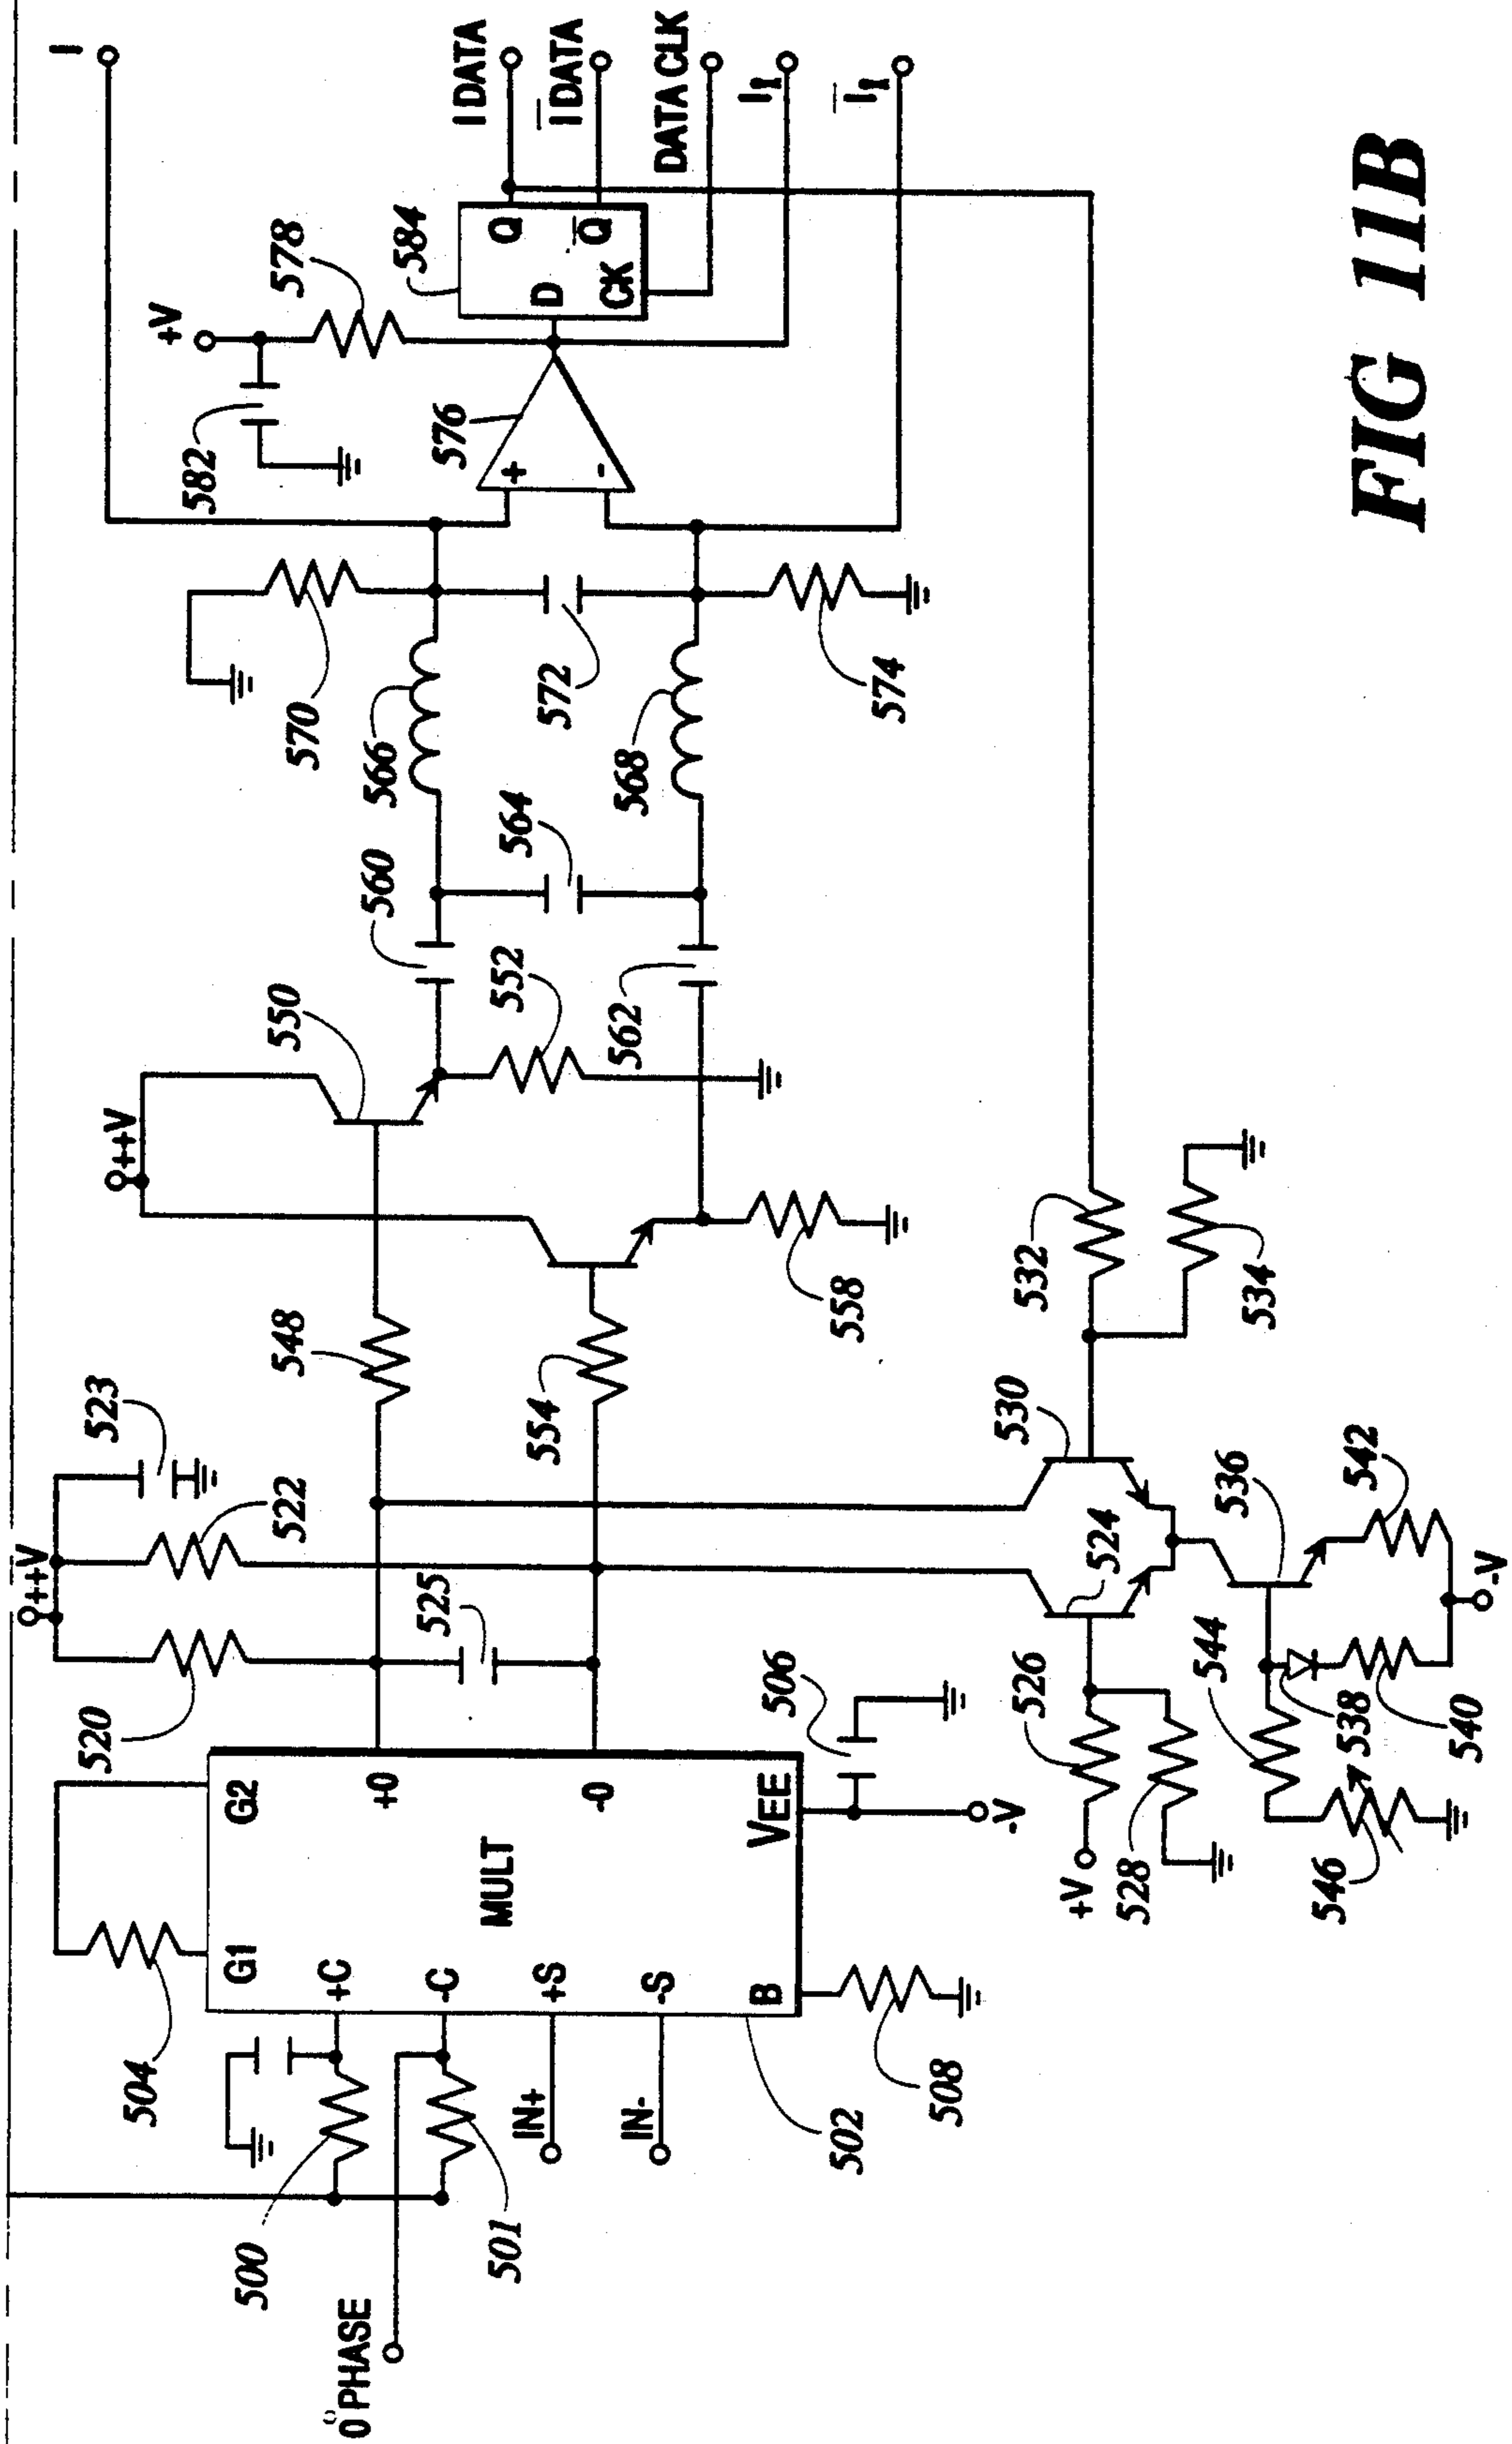 I
I DATA
Ī DATA
DATA CLK
I₁
Ī₁
+V
578
584
Q
Q̅
D
CK
582
576
+
-
570
566
572
568
574
++V
550
560
564
552
562
558
++V
523
522
548
554
520
525
532
534
530
524
536
542
-V
504
G1
G2
+C
-C
+S
-S
B
MULT
+0
-0
VEE
506
-V
526
+V
528
544
538
540
546
500
501
IN+
IN-
502
508
0° PHASE
FIG 11B